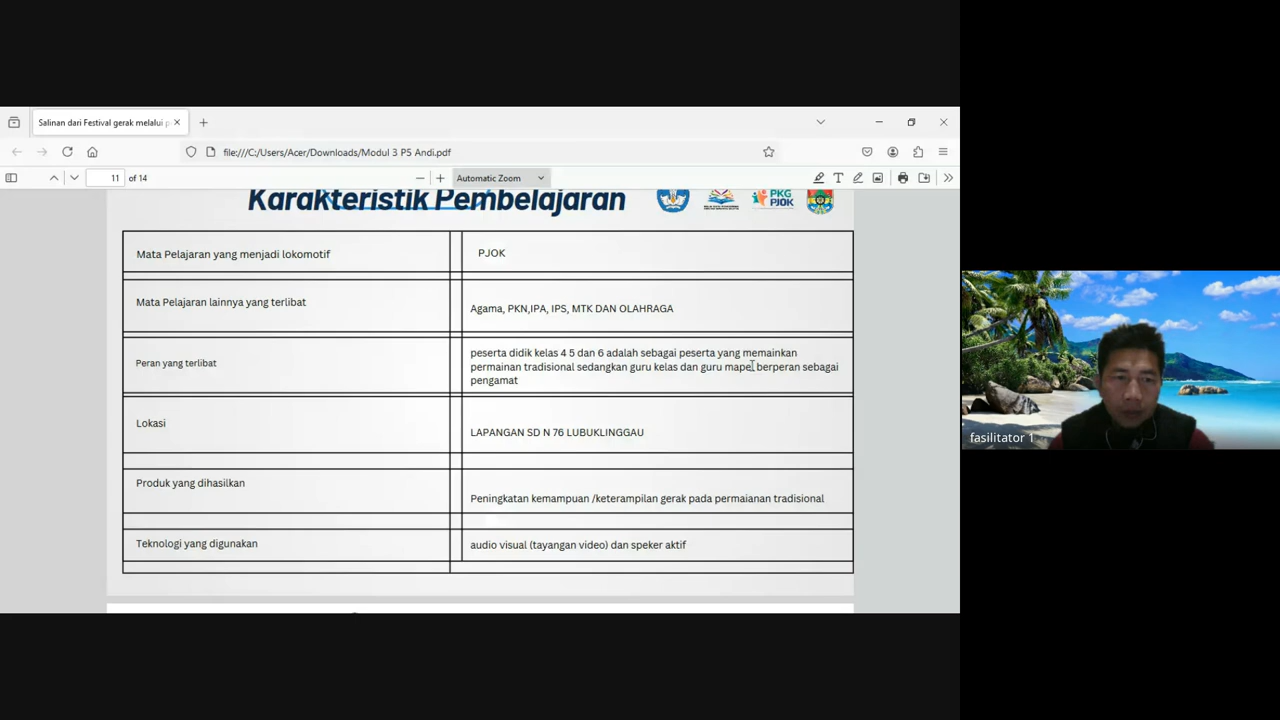 Salinan dari Festival gerak melalui p
file:///C:/Users/Acer/Downloads/Modul 3 P5 Andi.pdf
11 of 14
Automatic Zoom
Karakteristik Pembelajaran
PKG
PJOK
Mata Pelajaran yang menjadi lokomotif
PJOK
Mata Pelajaran lainnya yang terlibat
Agama, PKN,IPA, IPS, MTK DAN OLAHRAGA
Peran yang terlibat
peserta didik kelas 4 5 dan 6 adalah sebagai peserta yang memainkan
permainan tradisional sedangkan guru kelas dan guru mapel berperan sebagai
pengamat
Lokasi
LAPANGAN SD N 76 LUBUKLINGGAU
Produk yang dihasilkan
Peningkatan kemampuan /keterampilan gerak pada permaianan tradisional
Teknologi yang digunakan
audio visual (tayangan video) dan speker aktif
fasilitator 1